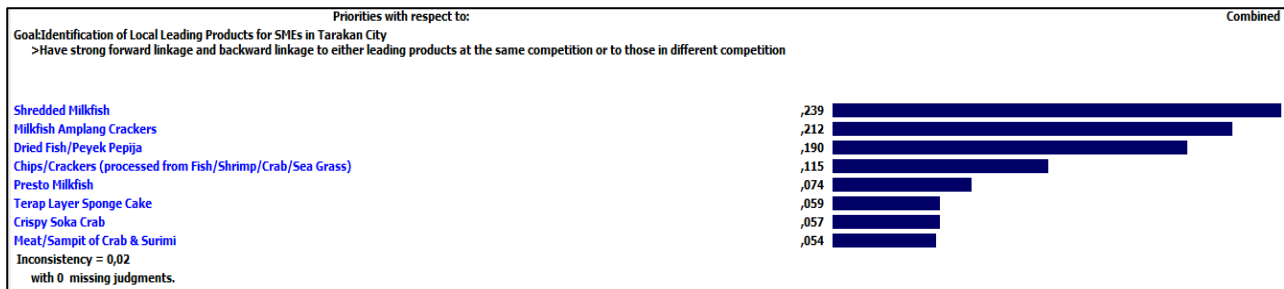 Priorities with respect to: Combined
Goal:Identification of Local Leading Products for SMEs in Tarakan City
>Have strong forward linkage and backward linkage to either leading products at the same competition or to those in different competition
Shredded Milkfish ,239
Milkfish Amplang Crackers ,212
Dried Fish/Peyek Pepija ,190
Chips/Crackers (processed from Fish/Shrimp/Crab/Sea Grass) ,115
Presto Milkfish ,074
Terap Layer Sponge Cake ,059
Crispy Soka Crab ,057
Meat/Sampit of Crab & Surimi ,054
Inconsistency = 0,02
with 0 missing judgments.